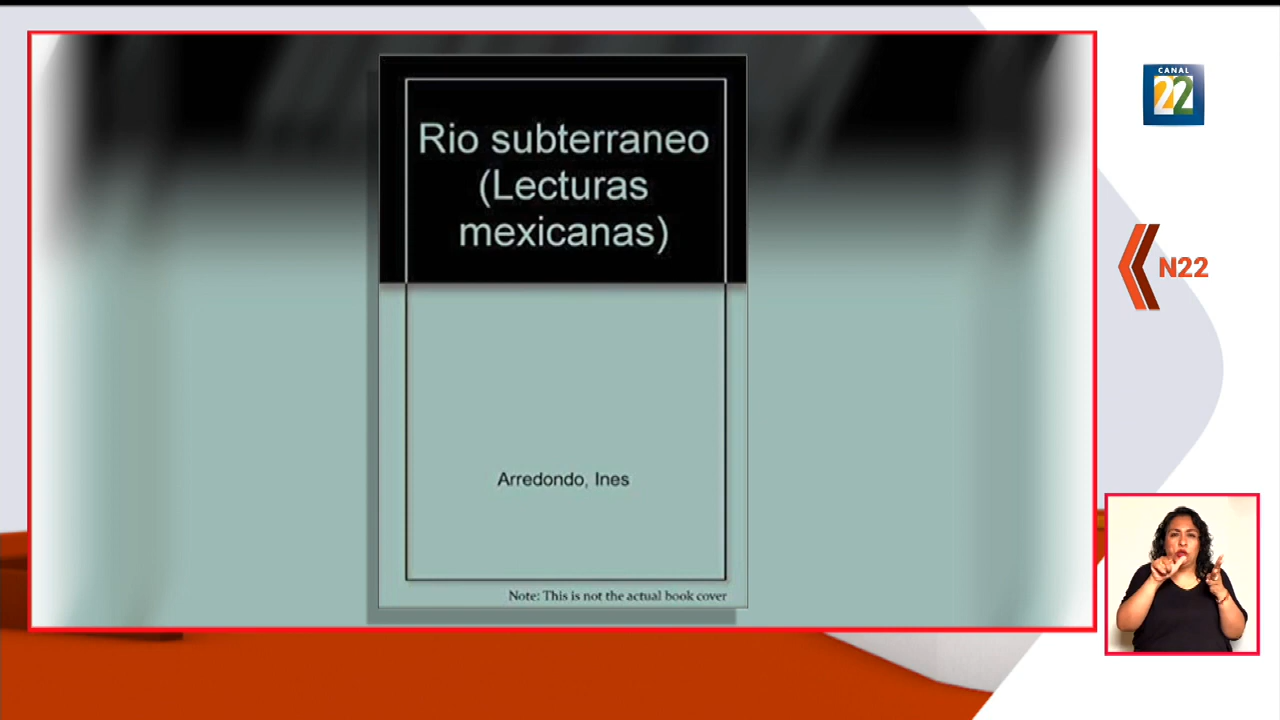 Rio subterraneo
(Lecturas
mexicanas)
Arredondo, Ines
Note: This is not the actual book cover
CANAL
22
N22